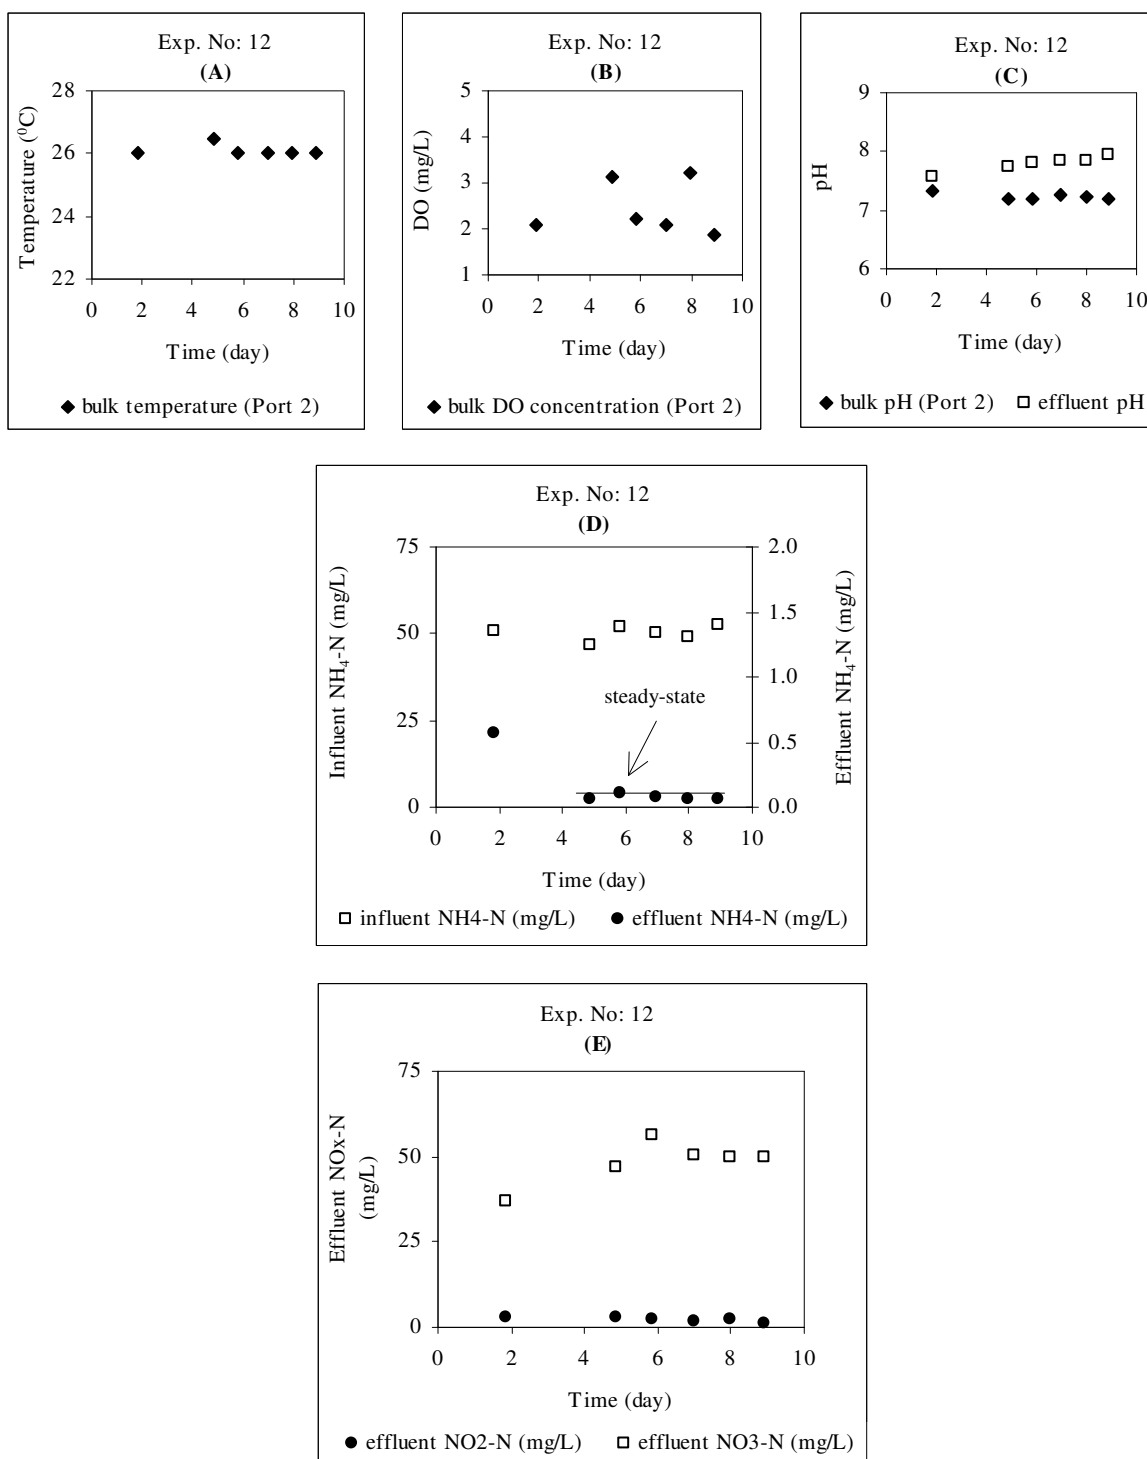 Exp. No: 12
(A)
28
26
24
22
Temperature (⁰C)
0 2 4 6 8 10
Time (day)
bulk temperature (Port 2)
Exp. No: 12
(B)
5
4
3
2
1
DO (mg/L)
0 2 4 6 8 10
Time (day)
bulk DO concentration (Port 2)
Exp. No: 12
(C)
9
8
7
6
pH
0 2 4 6 8 10
Time (day)
bulk pH (Port 2) effluent pH
Exp. No: 12
(D)
75
50
25
0
Influent NH₄-N (mg/L)
2.0
1.5
1.0
0.5
0.0
Effluent NH₄-N (mg/L)
steady-state
0 2 4 6 8 10
Time (day)
influent NH4-N (mg/L) effluent NH4-N (mg/L)
Exp. No: 12
(E)
75
50
25
0
Effluent NOx-N
(mg/L)
0 2 4 6 8 10
Time (day)
effluent NO2-N (mg/L) effluent NO3-N (mg/L)